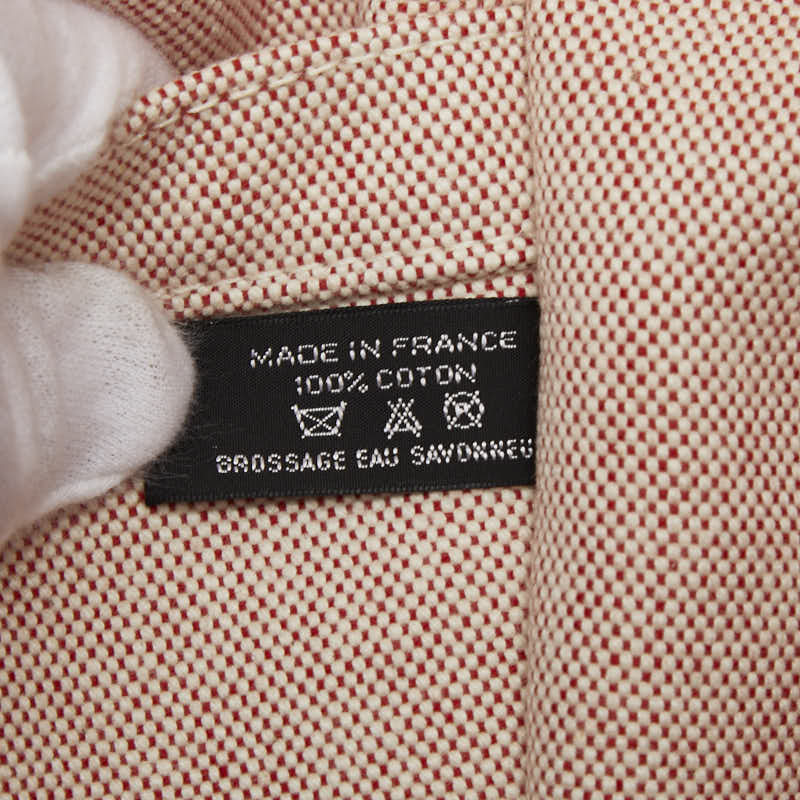 MADE IN FRANCE
100% COTON
BROSSAGE EAU SAVONNEU